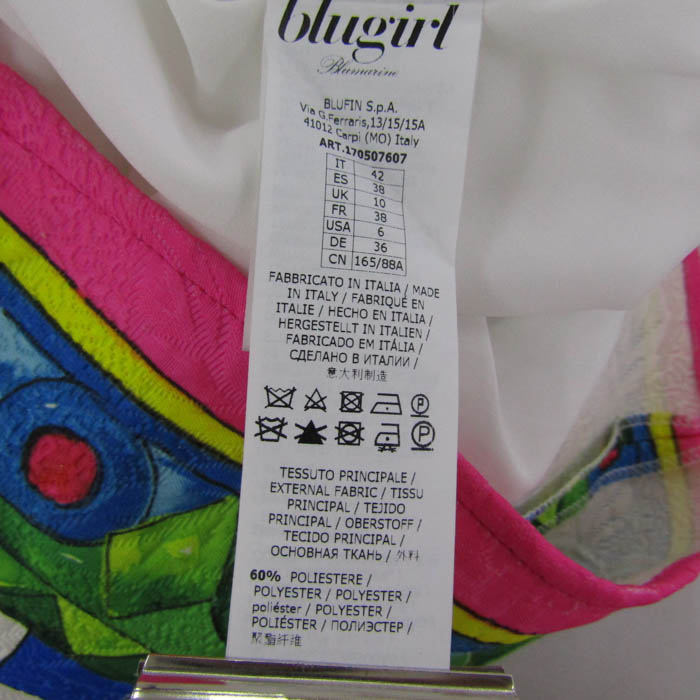 blugirl
Blumarine
BLUFIN S.p.A.
Via G.Ferraris,13/15/15A
41012 Carpi (MO) Italy
ART.170507607
IT 42
ES 38
UK 10
FR 38
USA 6
DE 36
CN 165/88A
FABBRICATO IN ITALIA / MADE
IN ITALY / FABRIQUÉ EN
ITALIE / HECHO EN ITALIA /
HERGESTELLT IN ITALIEN /
FABRICADO EM ITÁLIA /
СДЕЛАНО В ИТАЛИИ /
意大利制造
P
P
TESSUTO PRINCIPALE /
EXTERNAL FABRIC / TISSU
PRINCIPAL / TEJIDO
PRINCIPAL / OBERSTOFF /
TECIDO PRINCIPAL /
ОСНОВНАЯ ТКАНЬ / 外料
60% POLIESTERE /
POLYESTER / POLYESTER /
poliéster / POLYESTER /
POLIÉSTER / ПОЛИЭСТЕР /
聚酯纤维